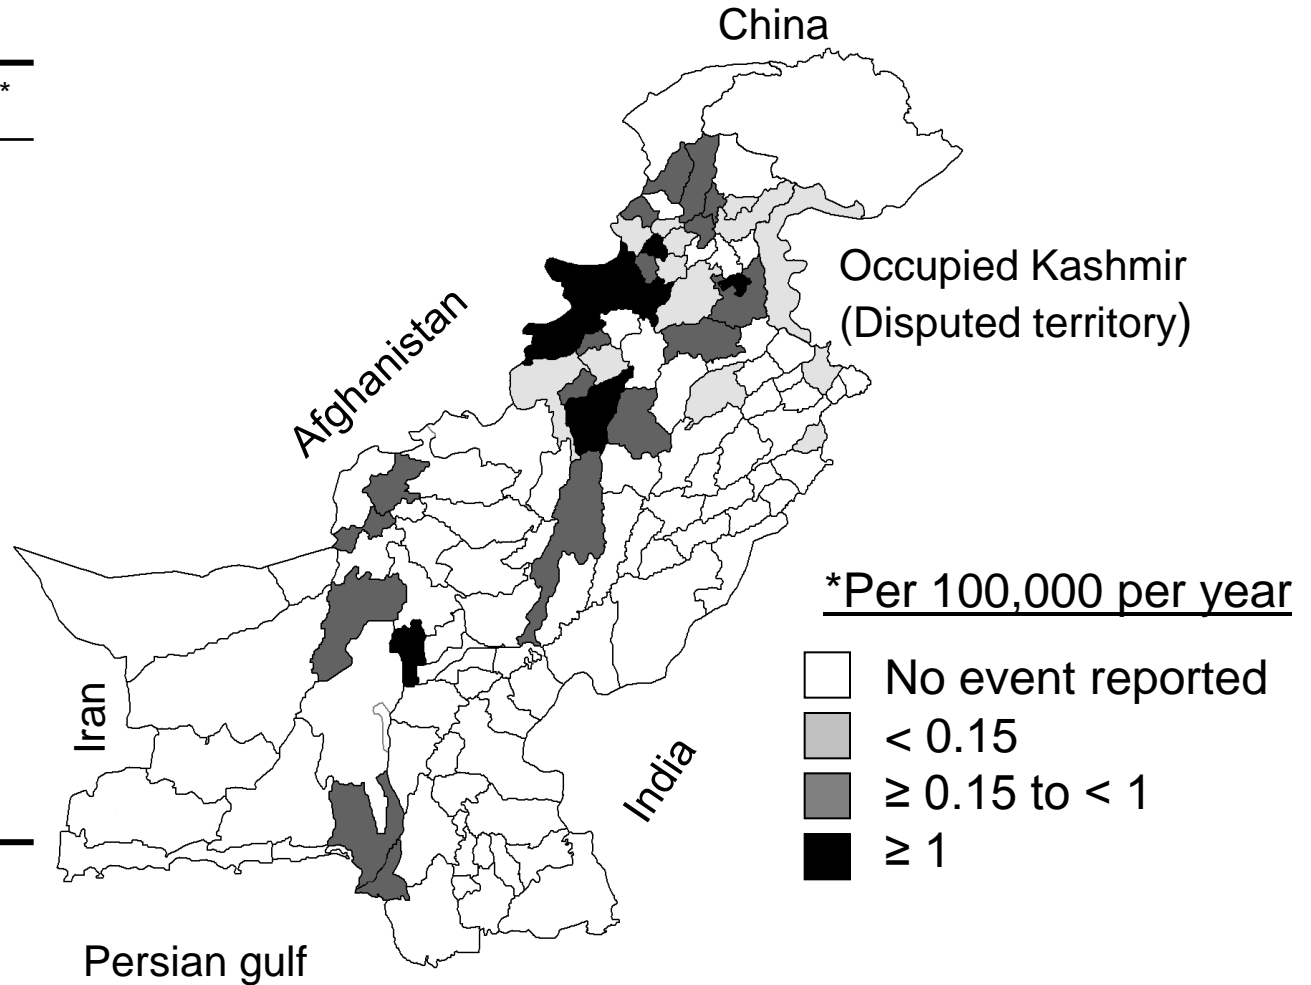 China
*
Occupied Kashmir
(Disputed territory)
Afghanistan
*Per 100,000 per year
No event reported
< 0.15
≥ 0.15 to < 1
≥ 1
Iran
India
Persian gulf